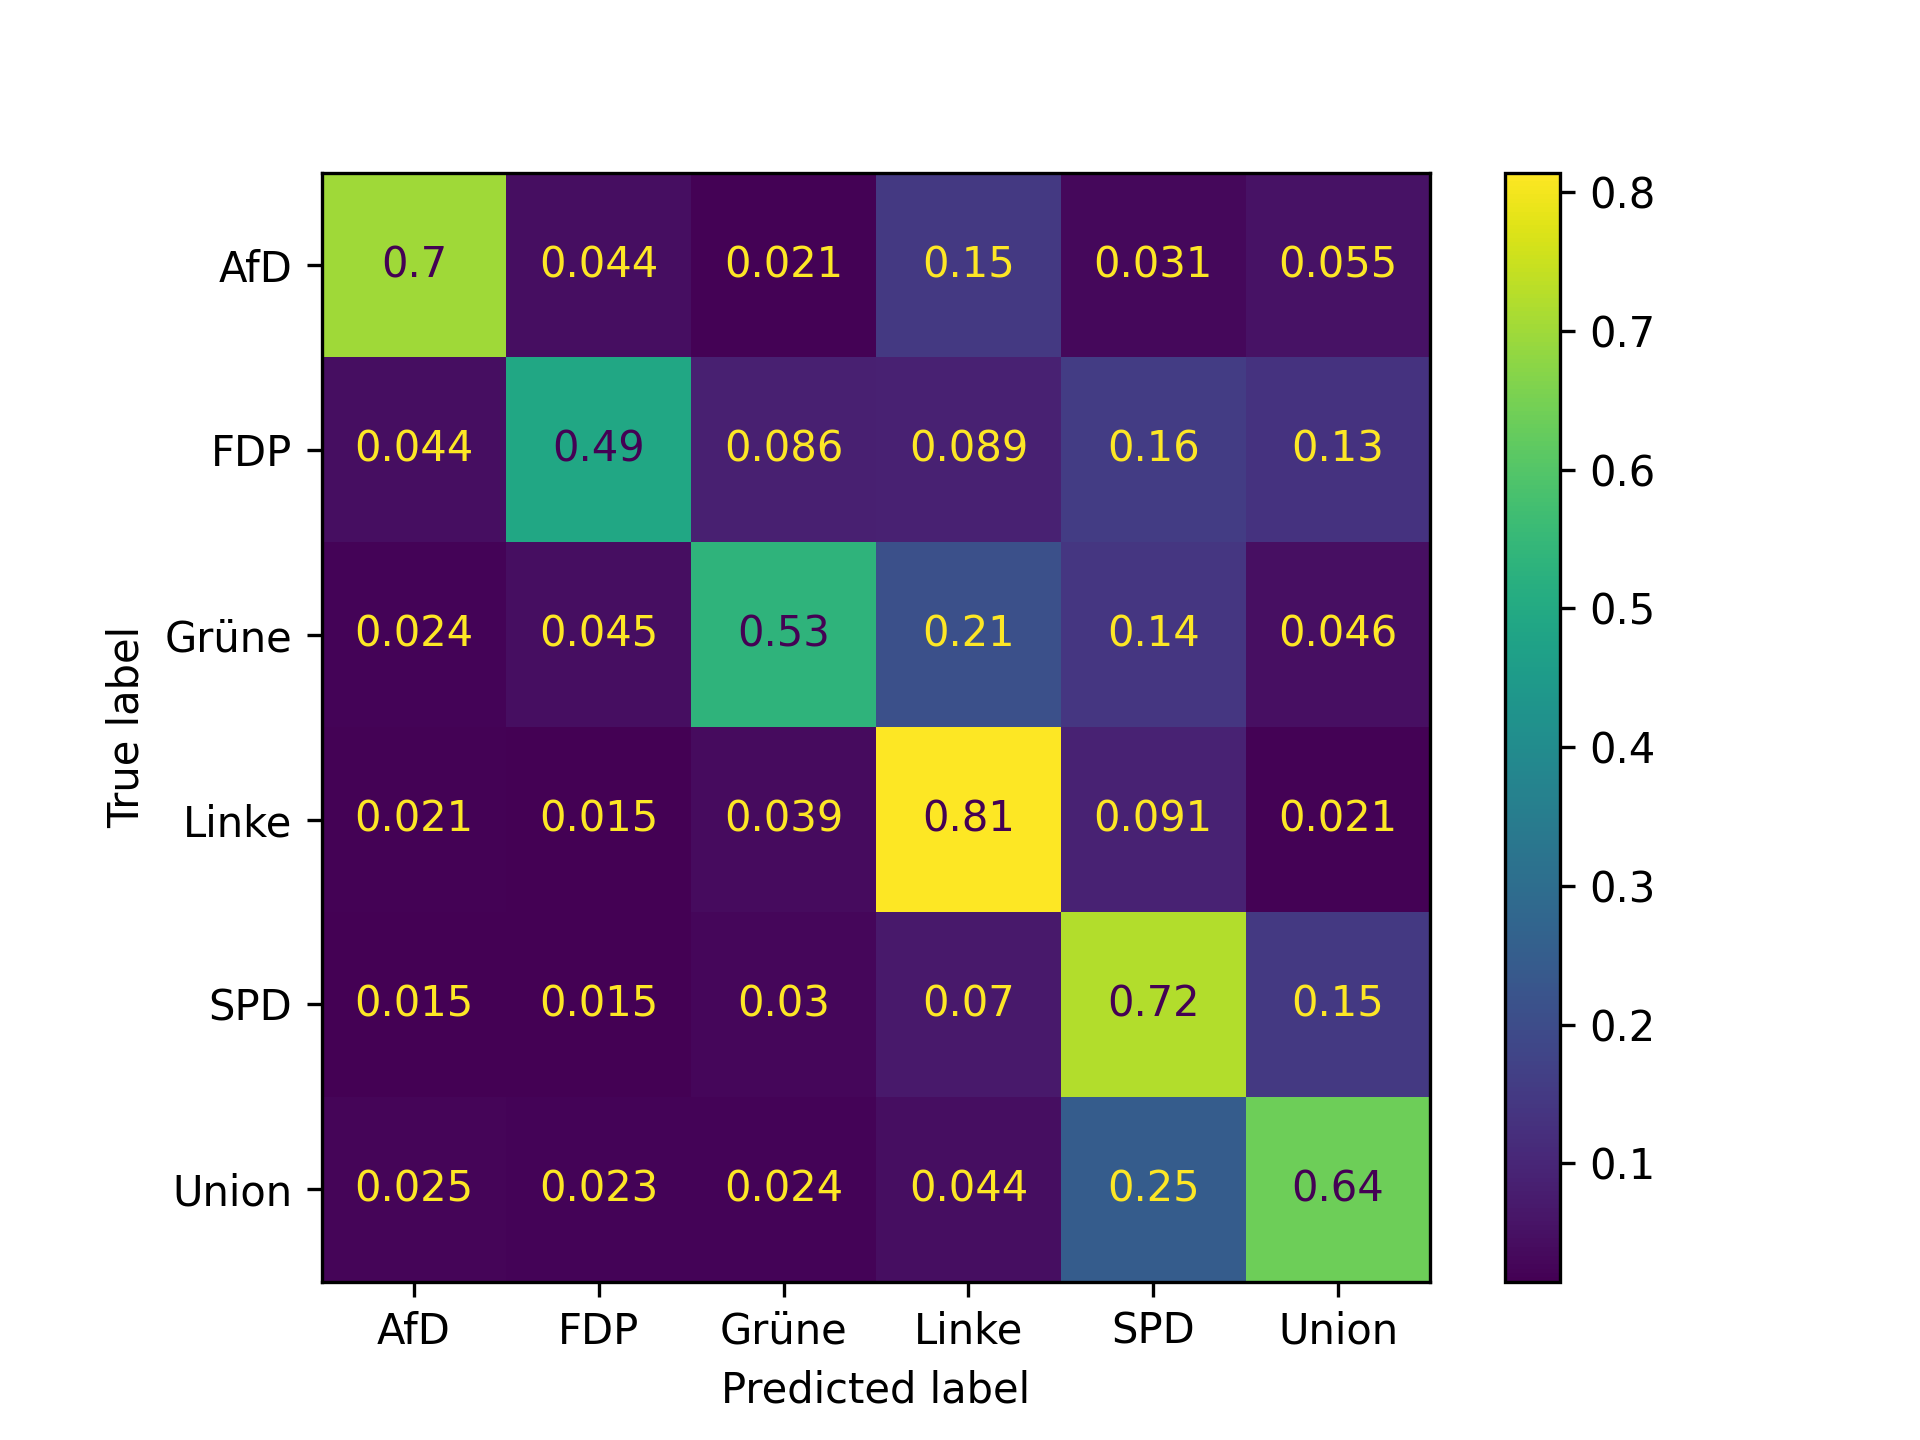 AfD 0.7 0.044 0.021 0.15 0.031 0.055
FDP 0.044 0.49 0.086 0.089 0.16 0.13
Grüne 0.024 0.045 0.53 0.21 0.14 0.046
Linke 0.021 0.015 0.039 0.81 0.091 0.021
SPD 0.015 0.015 0.03 0.07 0.72 0.15
Union 0.025 0.023 0.024 0.044 0.25 0.64
AfD FDP Grüne Linke SPD Union
Predicted label
True label
0.8
0.7
0.6
0.5
0.4
0.3
0.2
0.1